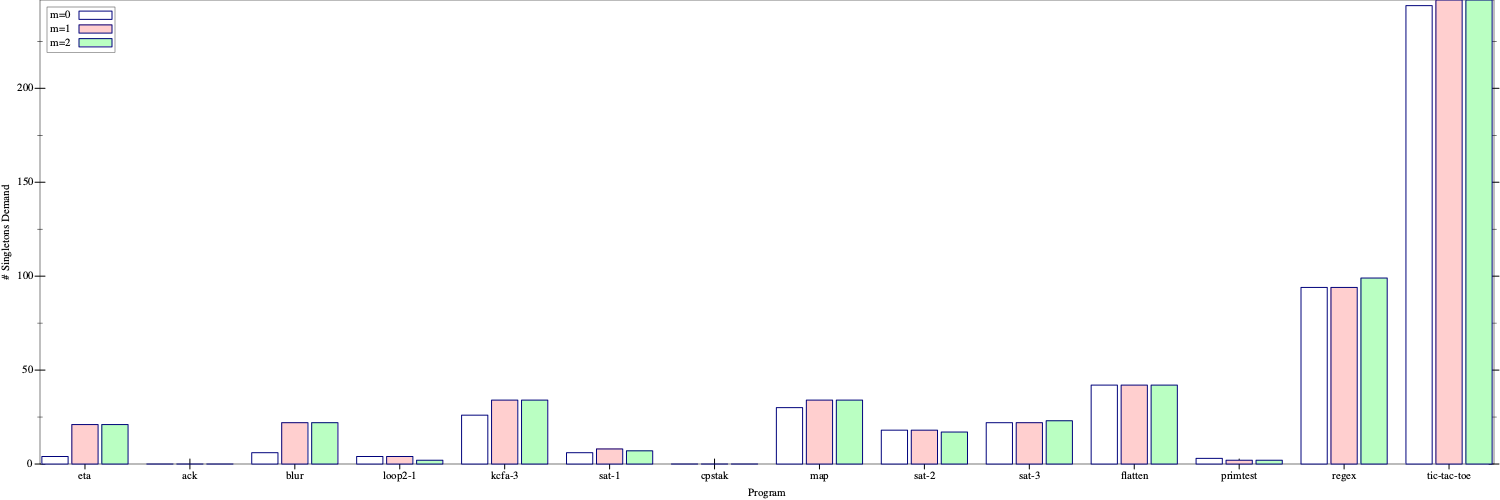 m=0
m=1
m=2
# Singletons Demand
200
150
100
50
0
eta ack blur loop2-1 kcfa-3 sat-1 cpstak map sat-2 sat-3 flatten primtest regex tic-tac-toe
Program